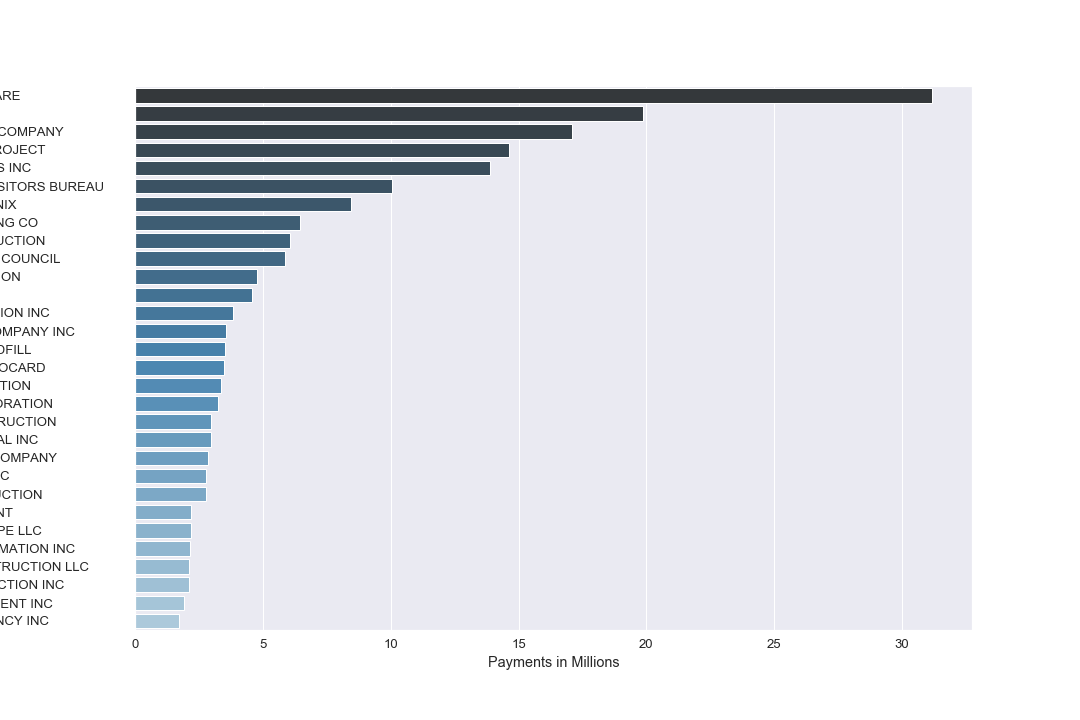 ARE
COMPANY
ROJECT
S INC
SITORS BUREAU
NIX
NG CO
UCTION
COUNCIL
ON
ION INC
OMPANY INC
DFILL
OCARD
TION
ORATION
RUCTION
AL INC
OMPANY
C
UCTION
NT
PE LLC
MATION INC
TRUCTION LLC
CTION INC
ENT INC
NCY INC
0 5 10 15 20 25 30
Payments in Millions